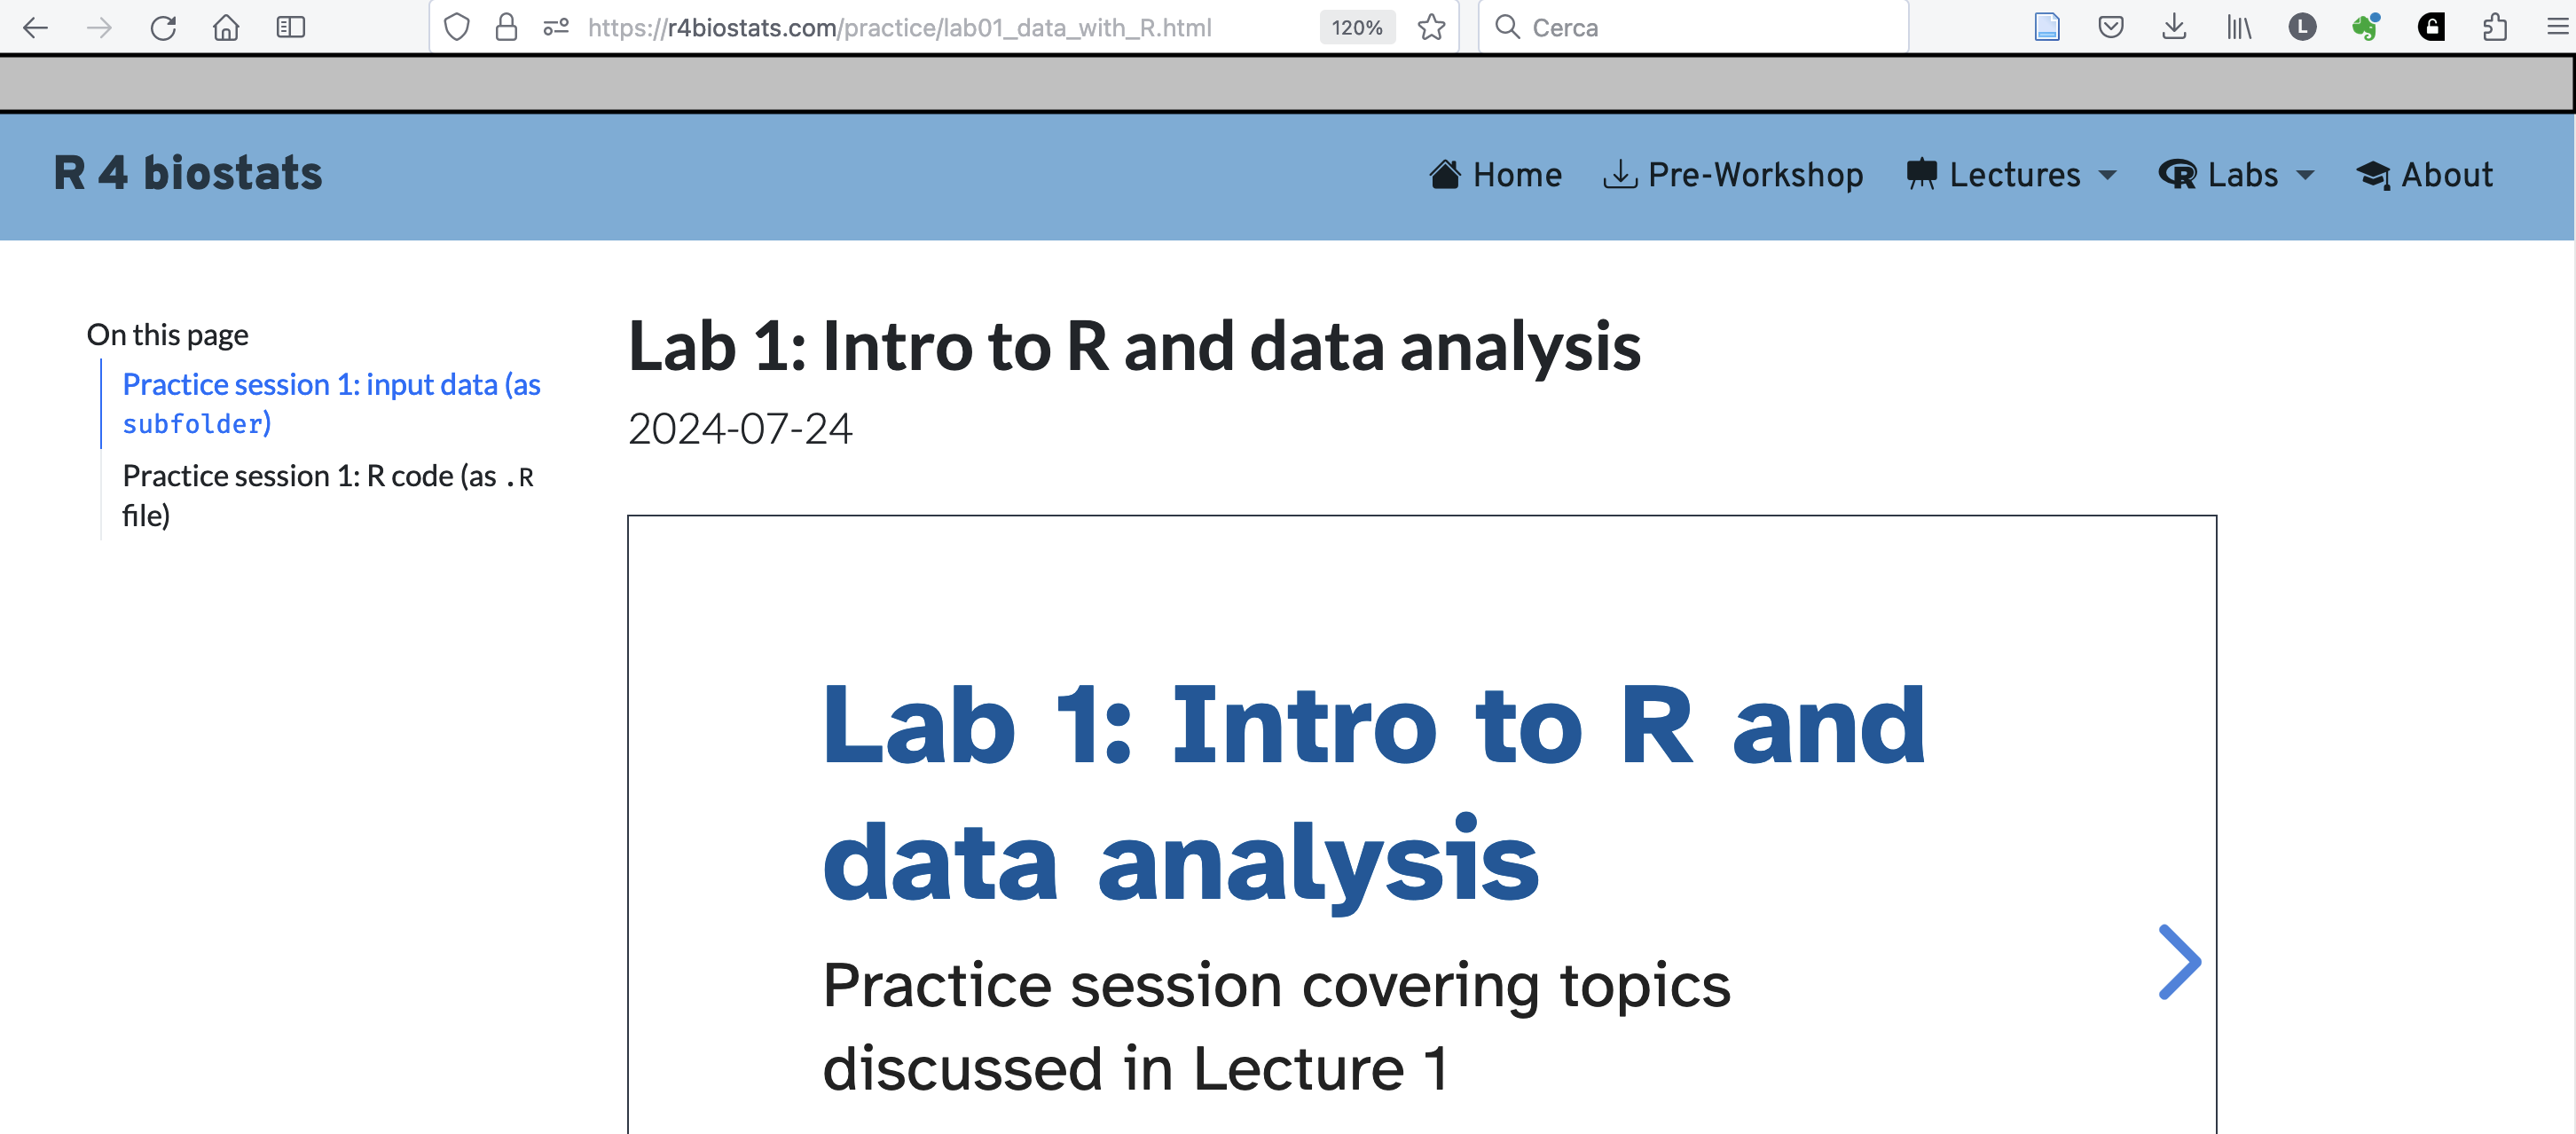 https://r4biostats.com/practice/lab01_data_with_R.html 120% Cerca L
R 4 biostats Home Pre-Workshop Lectures Labs About
On this page
Practice session 1: input data (as
subfolder)
Practice session 1: R code (as .R
file)
Lab 1: Intro to R and data analysis
2024-07-24
Lab 1: Intro to R and
data analysis
Practice session covering topics
discussed in Lecture 1